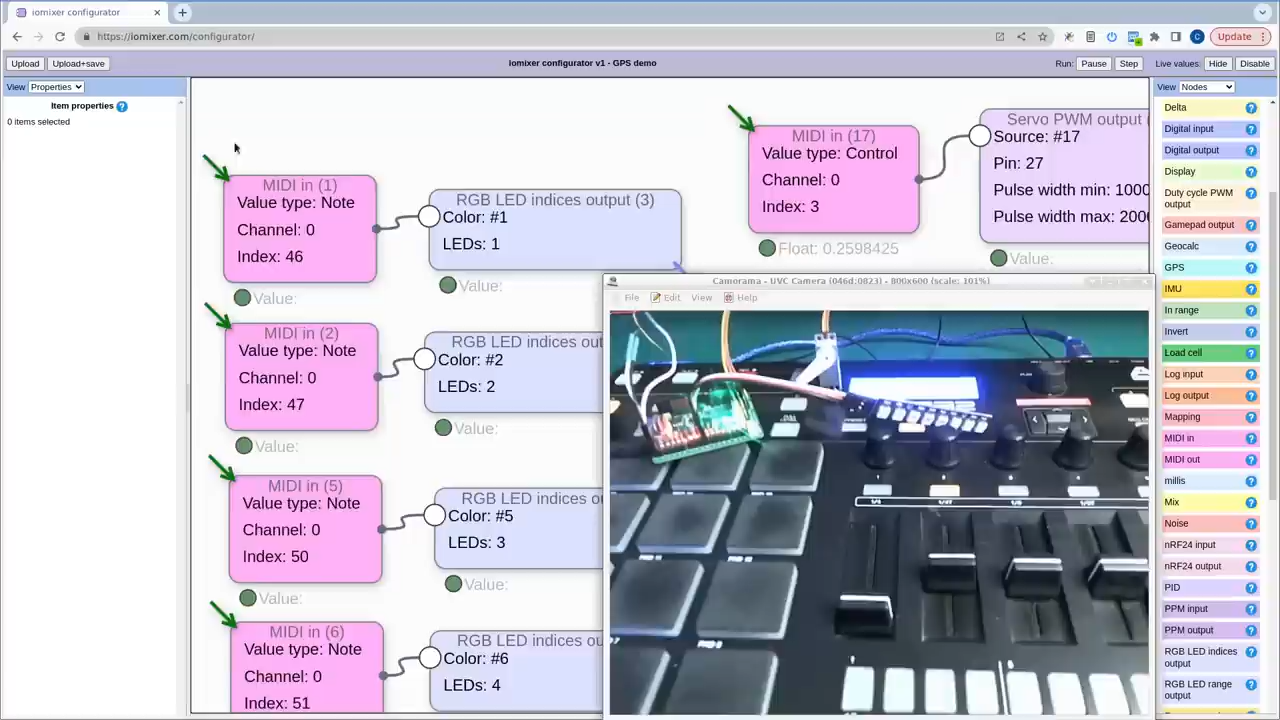 iomixer configurator
https://iomixer.com/configurator/
Update
Upload
Upload+save
iomixer configurator v1 - GPS demo
Run:
Pause
Step
Live values:
Hide
Disable
View
Properties
Item properties
0 items selected
MIDI in (1)
Value type: Note
Channel: 0
Index: 46
Value:
RGB LED indices output (3)
Color: #1
LEDs: 1
MIDI in (17)
Value type: Control
Channel: 0
Index: 3
Float: 0.2598425
Servo PWM output
Source: #17
Pin: 27
Pulse width min: 1000
Pulse width max: 200
Value:
MIDI in (2)
Value type: Note
Channel: 0
Index: 47
Value:
RGB LED indices out
Color: #2
LEDs: 2
Value:
MIDI in (5)
Value type: Note
Channel: 0
Index: 50
Value:
RGB LED indices o
Color: #5
LEDs: 3
Value:
MIDI in (6)
Value type: Note
Channel: 0
Index: 51
RGB LED indices ou
Color: #6
LEDs: 4
Camorama - UVC Camera (046d:0823) - 800x600 (scale: 101%)
File
Edit
View
Help
View
Nodes
Delta
Digital input
Digital output
Display
Duty cycle PWM
output
Gamepad output
Geocalc
GPS
IMU
In range
Invert
Load cell
Log input
Log output
Mapping
MIDI in
MIDI out
millis
Mix
Noise
nRF24 input
nRF24 output
PID
PPM input
PPM output
RGB LED indices
output
RGB LED range
output